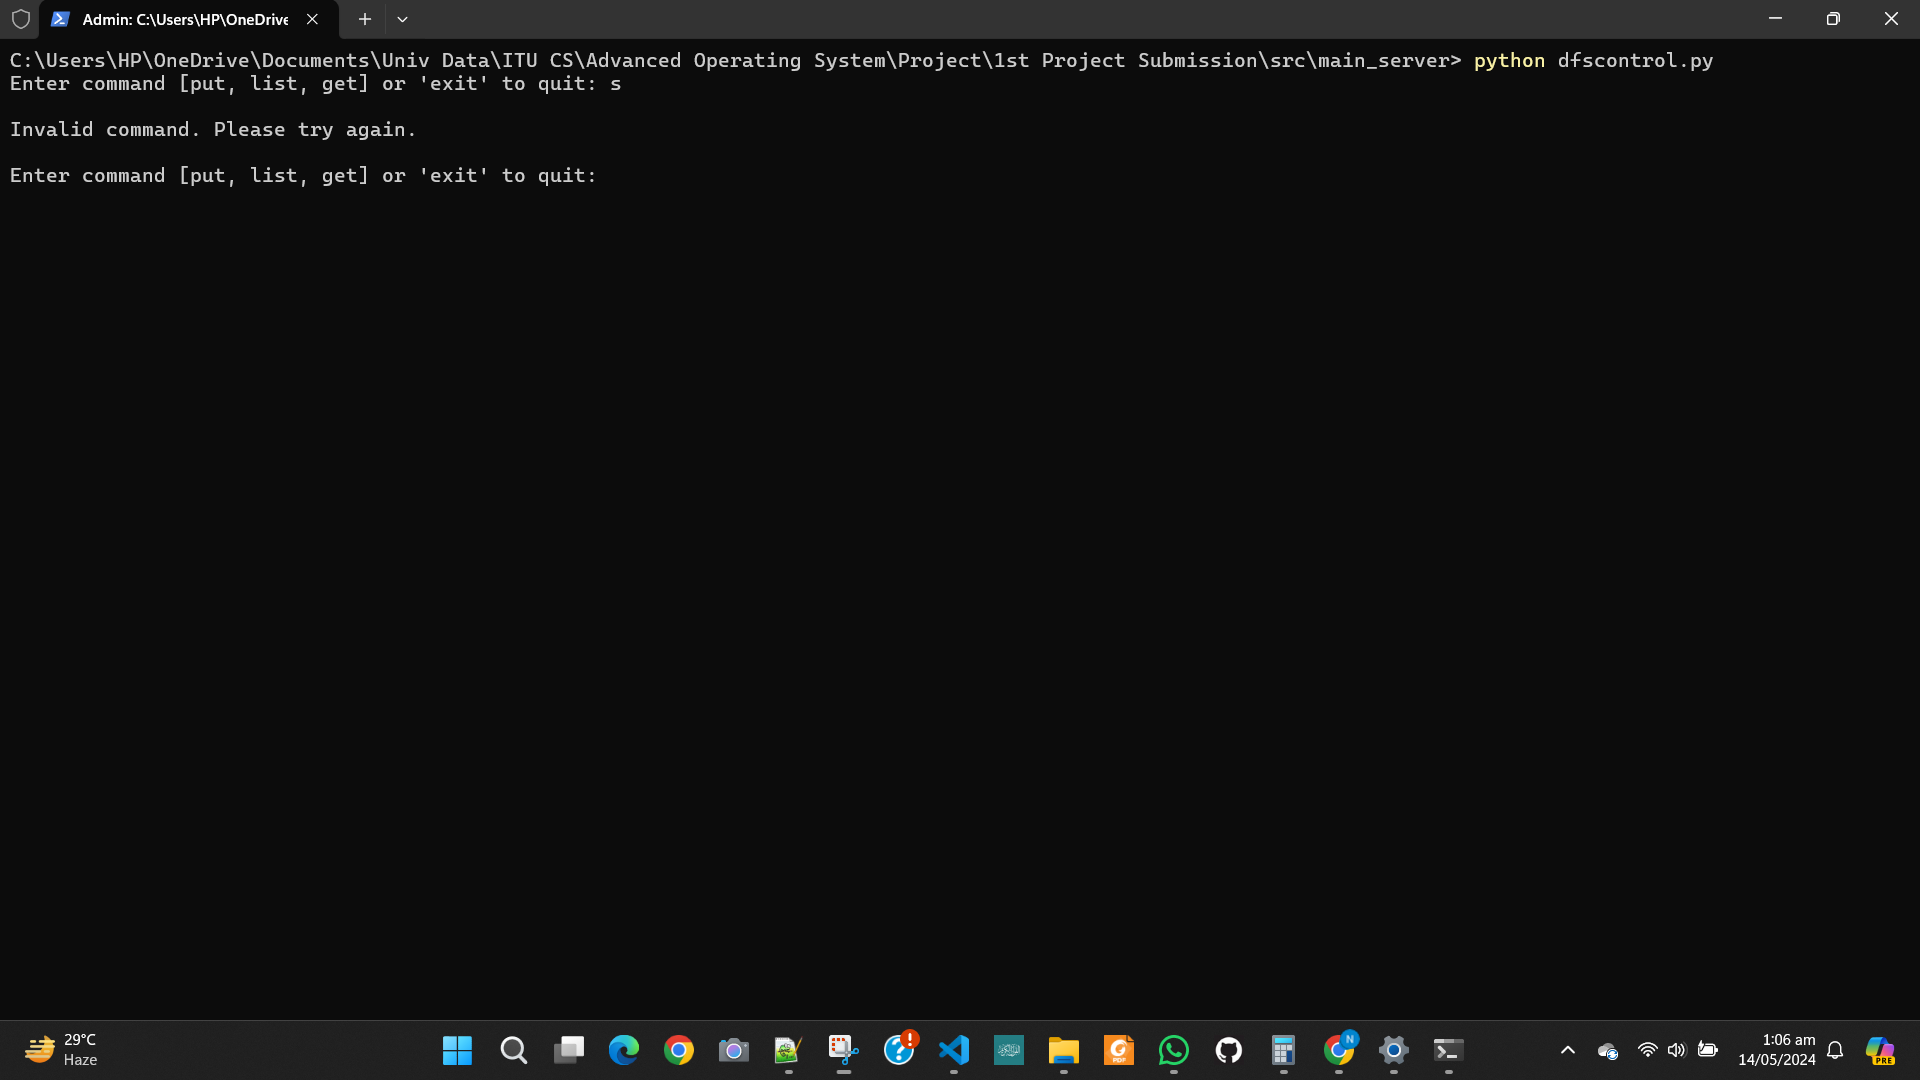 Admin: C:\Users\HP\OneDrive
C:\Users\HP\OneDrive\Documents\Univ Data\ITU CS\Advanced Operating System\Project\1st Project Submission\src\main_server> python dfscontrol.py
Enter command [put, list, get] or 'exit' to quit: s
Invalid command. Please try again.
Enter command [put, list, get] or 'exit' to quit:
29°C
Haze
PDF
N
1:06 am
14/05/2024
PRE